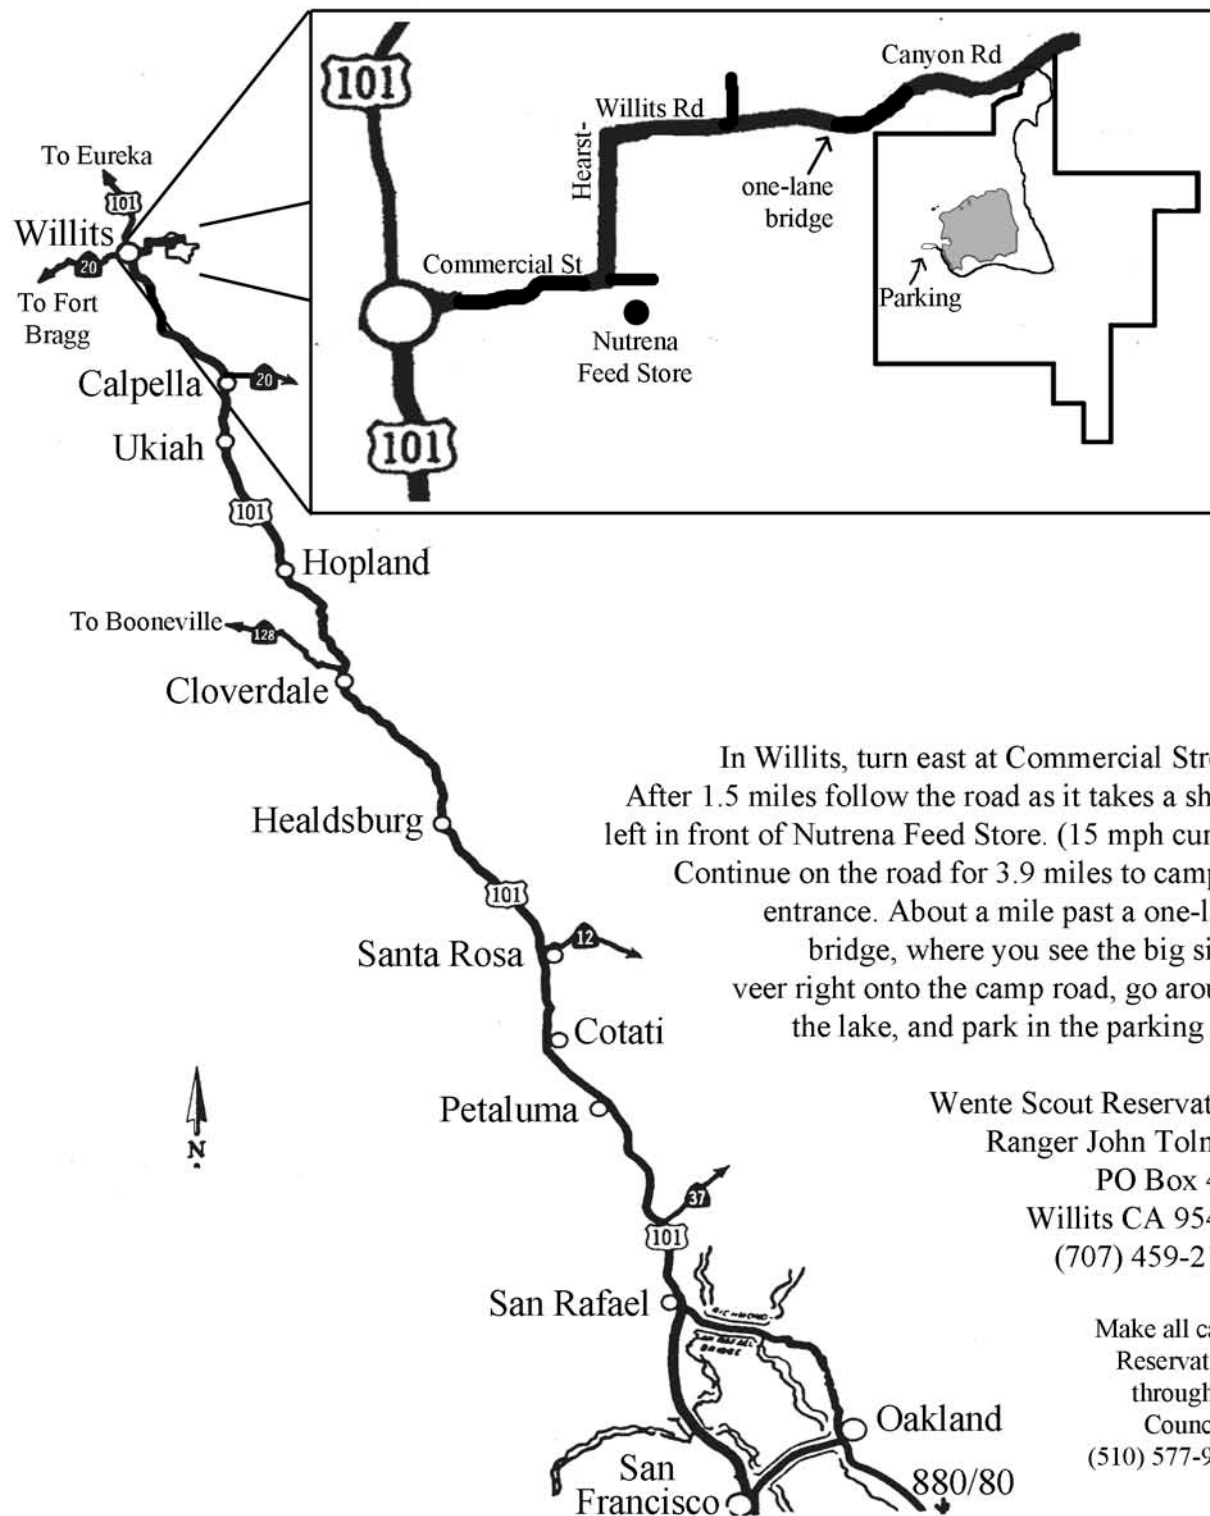 101
Canyon Rd
Willits Rd
Hearst-
one-lane
bridge
Commercial St
Parking
Nutrena
Feed Store
101
To Eureka
101
Willits
20
To Fort
Bragg
Calpella
20
Ukiah
101
Hopland
To Booneville
128
Cloverdale
Healdsburg
101
Santa Rosa
12
Cotati
Petaluma
N
37
101
San Rafael
RICHMOND
SAN RAFAEL
BRIDGE
Oakland
San
Francisco
880/80
In Willits, turn east at Commercial
After 1.5 miles follow the road as it takes a
left in front of Nutrena Feed Store. (15 mph
Continue on the road for 3.9 miles to
entrance. About a mile past a
bridge, where you see the big
veer right onto the camp road, go
the lake, and park in the parking
Wente Scout
Ranger John
PO Box
Willits CA
(707)
Make all
through
(510)